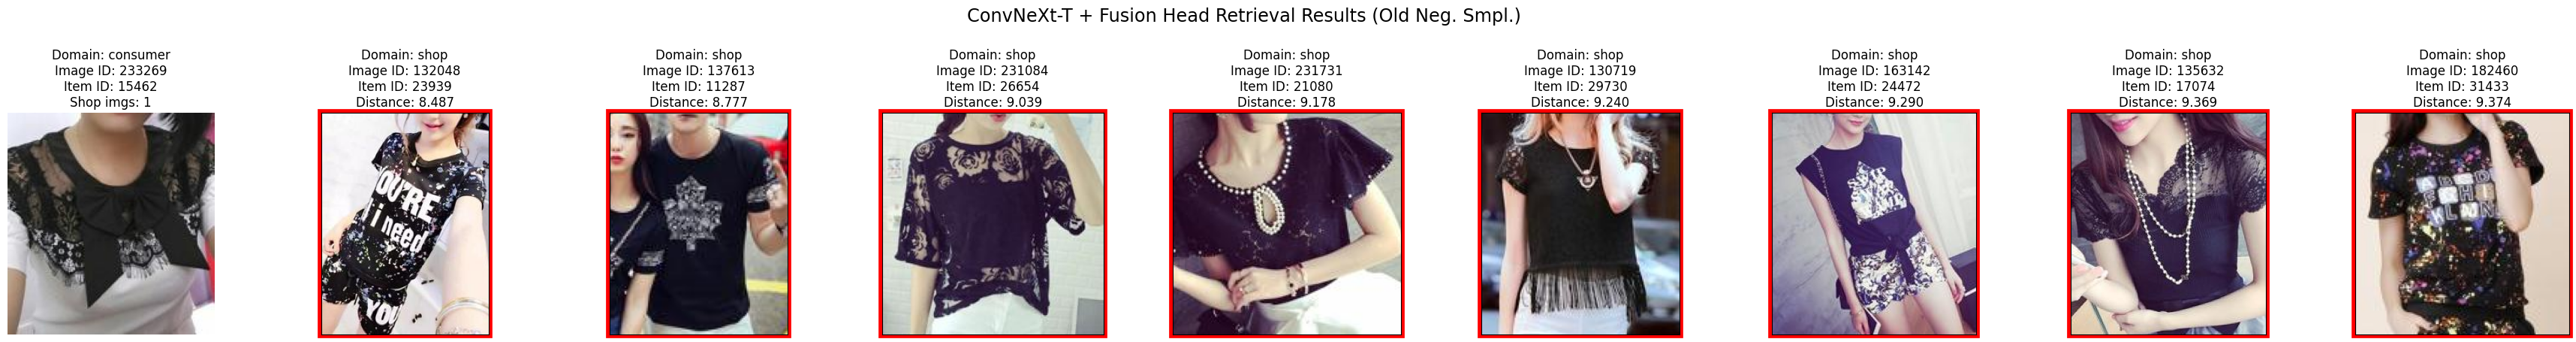 ConvNeXt-T + Fusion Head Retrieval Results (Old Neg. Smpl.)
Domain: consumer
Image ID: 233269
Item ID: 15462
Shop imgs: 1
Domain: shop
Image ID: 132048
Item ID: 23939
Distance: 8.487
Domain: shop
Image ID: 137613
Item ID: 11287
Distance: 8.777
Domain: shop
Image ID: 231084
Item ID: 26654
Distance: 9.039
Domain: shop
Image ID: 231731
Item ID: 21080
Distance: 9.178
Domain: shop
Image ID: 130719
Item ID: 29730
Distance: 9.240
Domain: shop
Image ID: 163142
Item ID: 24472
Distance: 9.290
Domain: shop
Image ID: 135632
Item ID: 17074
Distance: 9.369
Domain: shop
Image ID: 182460
Item ID: 31433
Distance: 9.374
YOU'RE
i need
YOU